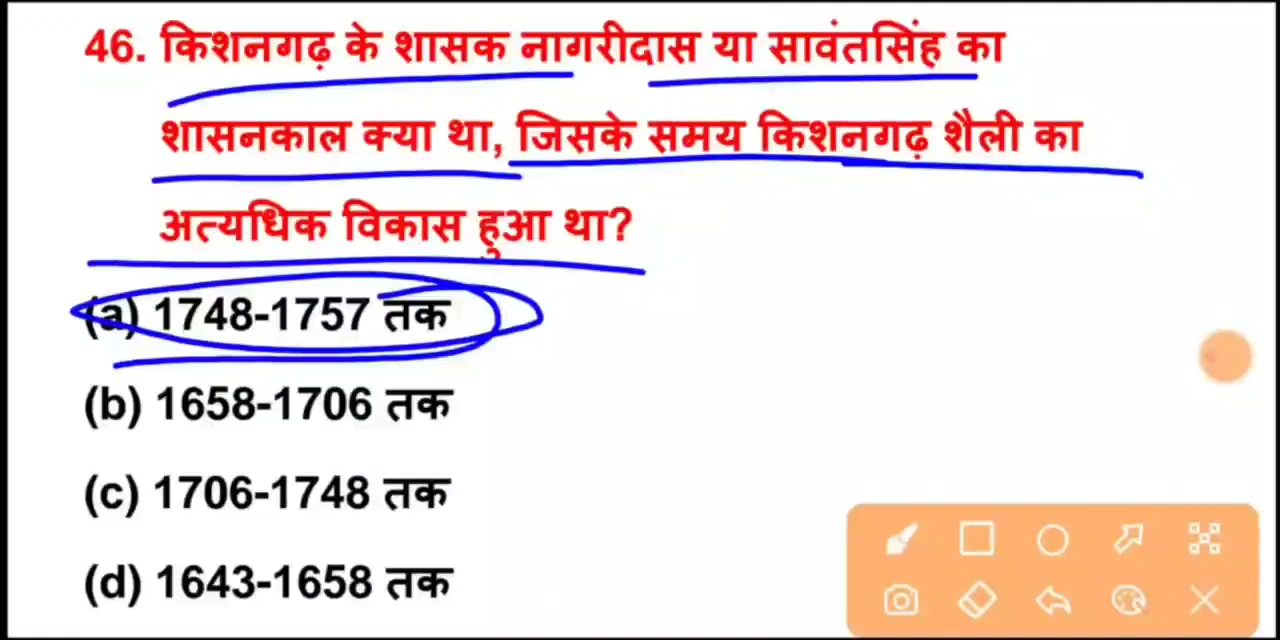 46. किशनगढ़ के शासक नागरीदास या सावंतसिंह का
शासनकाल क्या था, जिसके समय किशनगढ़ शैली का
अत्यधिक विकास हुआ था?
(a) 1748-1757 तक
(b) 1658-1706 तक
(c) 1706-1748 तक
(d) 1643-1658 तक